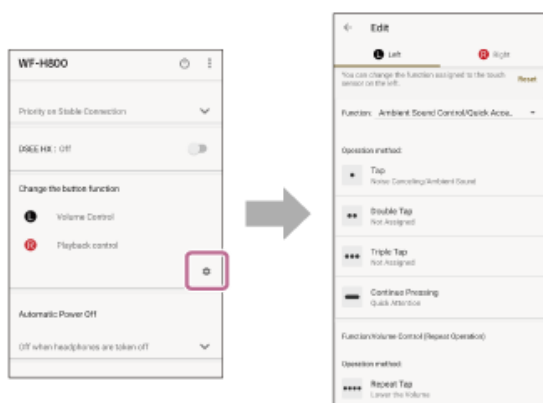 WF-H800
Priority on Stable Connection
DSEE HX : Off
Change the button function
L Volume Control
R Playback control
Automatic Power Off
Off when headphones are taken off
Edit
L Left
R Right
You can change the function assigned to the touch
sensor on the left.
Reset
Function: Ambient Sound Control/Quick Atte...
Operation method:
Tap
Noise Canceling/Ambient Sound
Double Tap
Not Assigned
Triple Tap
Not Assigned
Continue Pressing
Quick Attention
Function:Volume Control (Repeat Operation)
Operation method:
Repeat Tap
Lower the Volume